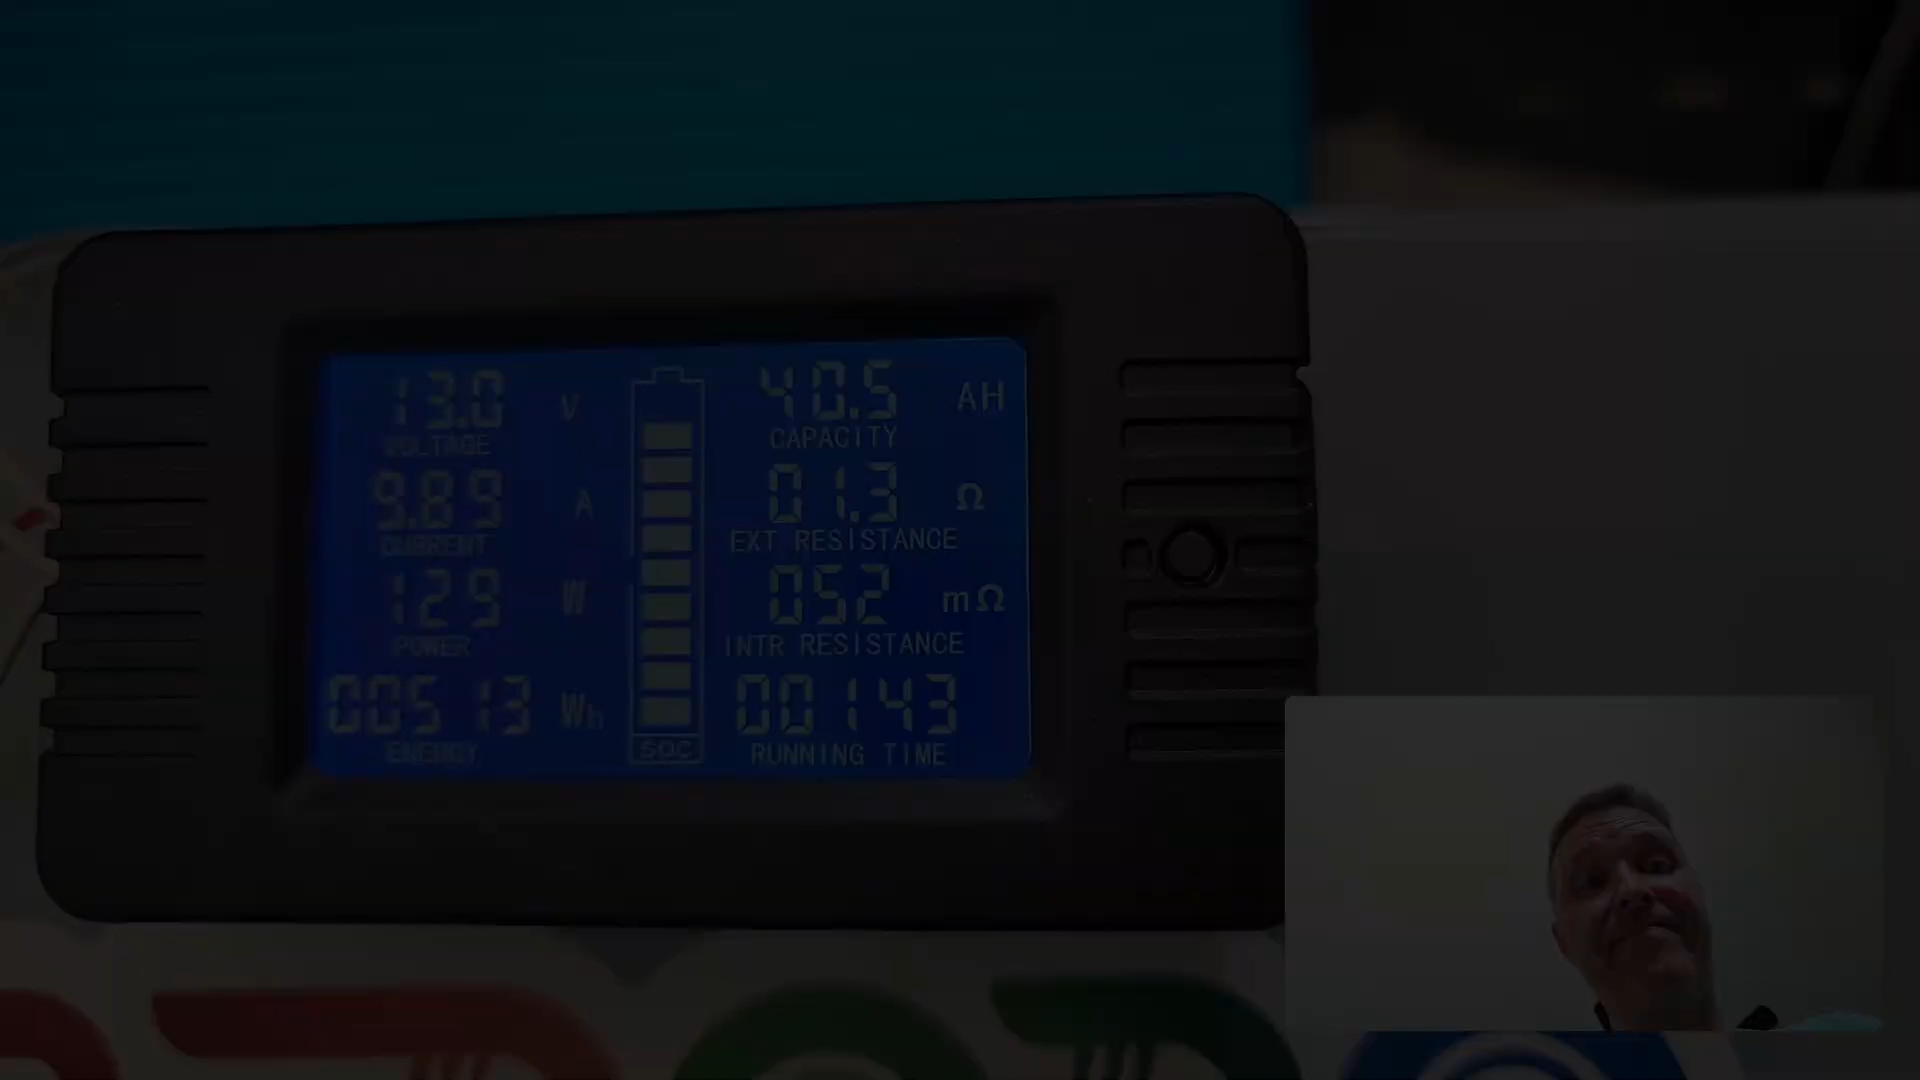 13.0 V
VOLTAGE
9.89 A
CURRENT
129 W
POWER
00513 Wh
ENERGY
SOC
40.5 AH
CAPACITY
01.3 Ω
EXT RESISTANCE
052 mΩ
INTR RESISTANCE
00143
RUNNING TIME